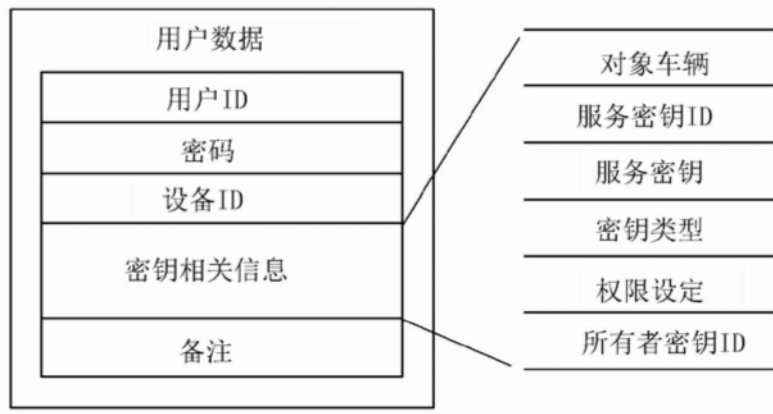 用户数据
用户ID
密码
设备ID
密钥相关信息
备注
对象车辆
服务密钥ID
服务密钥
密钥类型
权限设定
所有者密钥ID